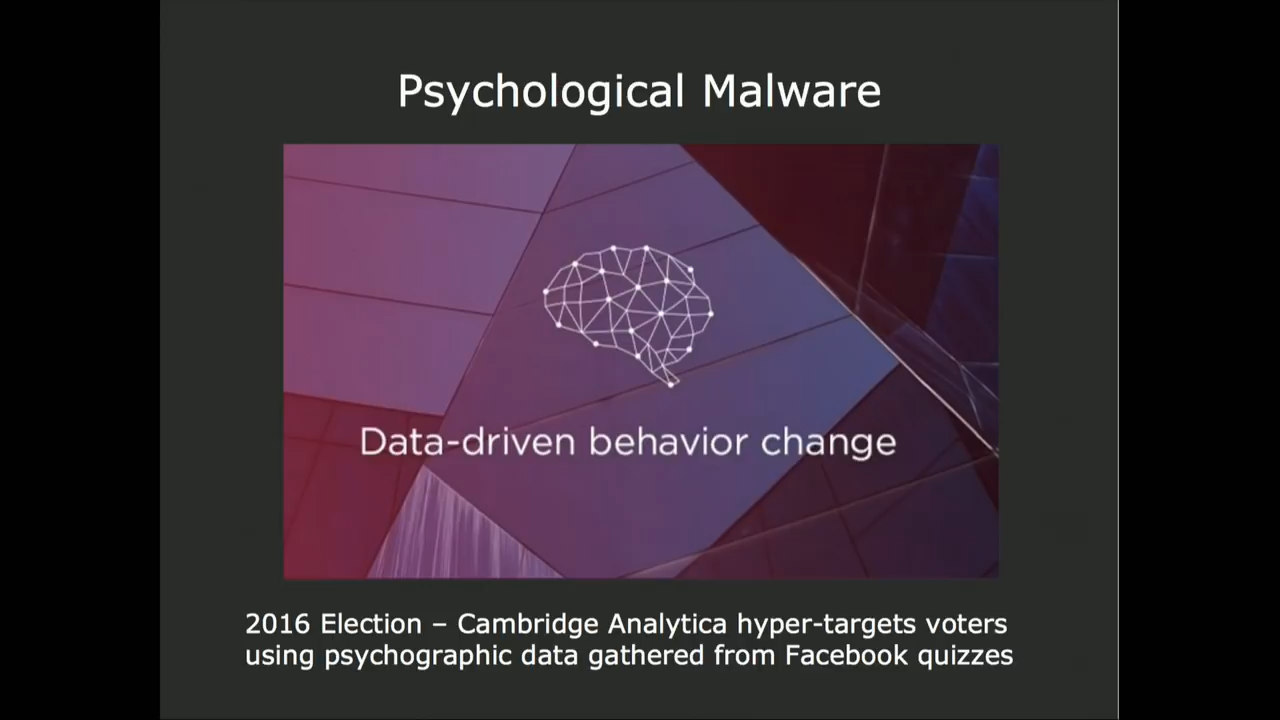 Psychological Malware
Data-driven behavior change
2016 Election – Cambridge Analytica hyper-targets voters
using psychographic data gathered from Facebook quizzes